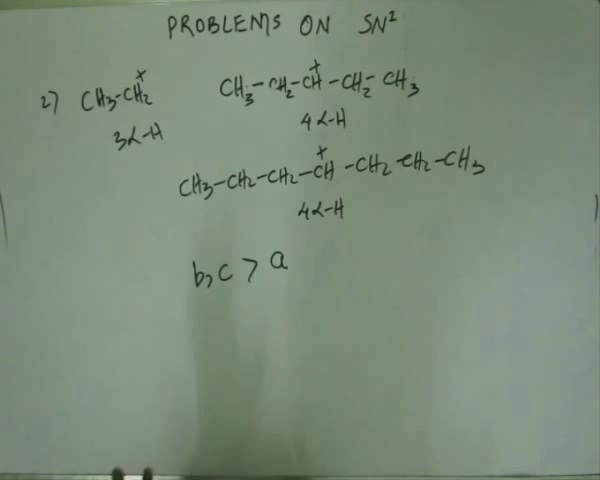 PROBLEMS ON SN²
2) CH₃-CH₂⁺ CH₃-CH₂-CH⁺-CH₂-CH₃
3α-H 4α-H
CH₃-CH₂-CH₂-CH⁺-CH₂-CH₂-CH₃
4α-H
b,c > a